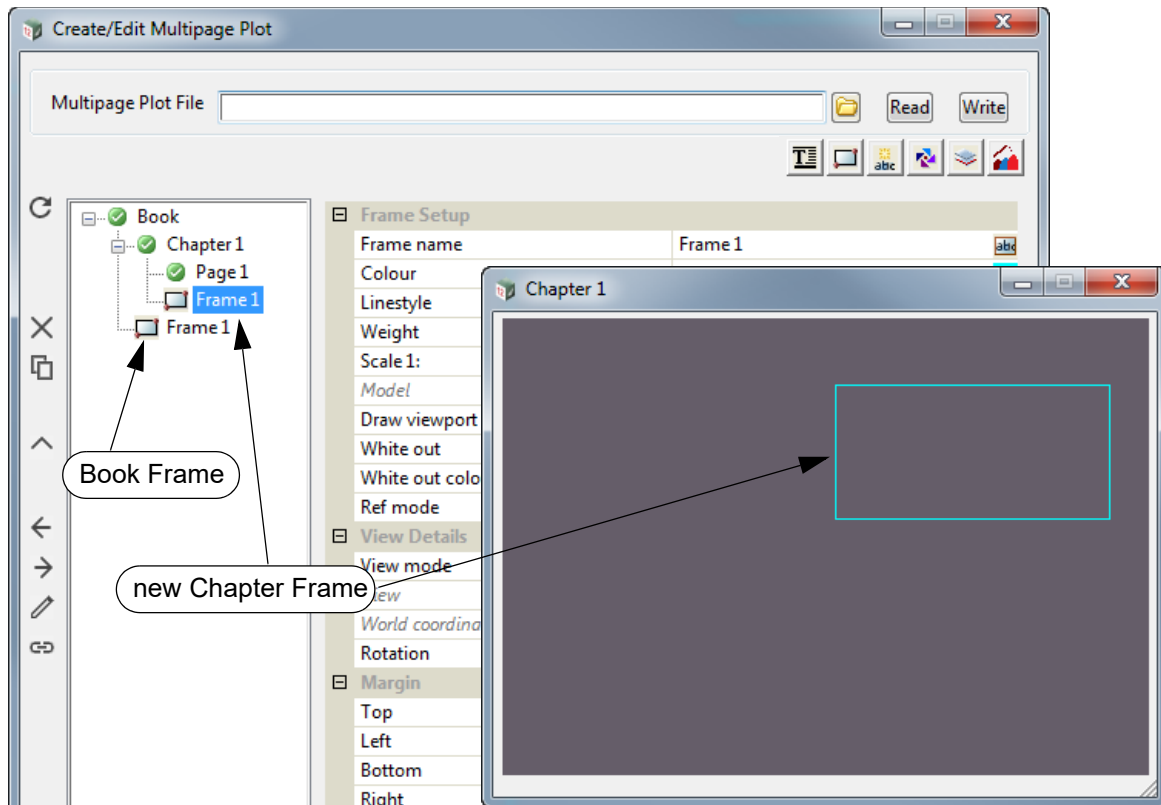 Create/Edit Multipage Plot
Multipage Plot File
Read
Write
T
abc
Book
Chapter 1
Page 1
Frame 1
Frame 1
Book Frame
new Chapter Frame
Frame Setup
Frame name
Frame 1
abc
Colour
Linestyle
Weight
Scale 1:
Model
Draw viewport
White out
White out colo
Ref mode
View Details
View mode
World coordina
Rotation
Margin
Top
Left
Bottom
Right
Chapter 1